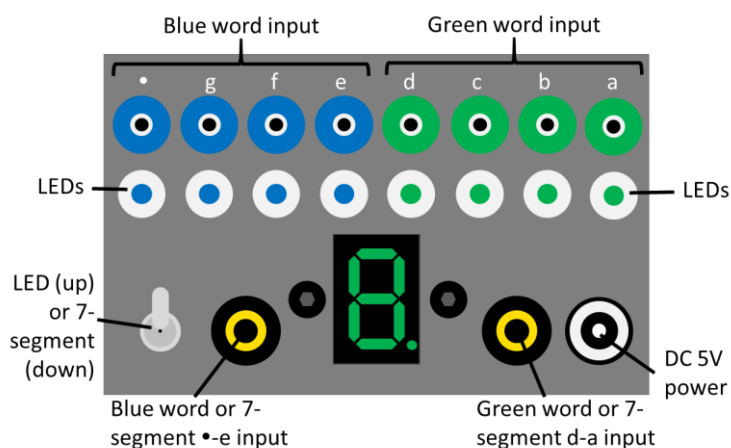 Blue word input
Green word input
• g f e d c b a
LEDs
LEDs
LED (up)
or 7-
segment
(down)
DC 5V
power
Blue word or 7-
segment •-e input
Green word or 7-
segment d-a input